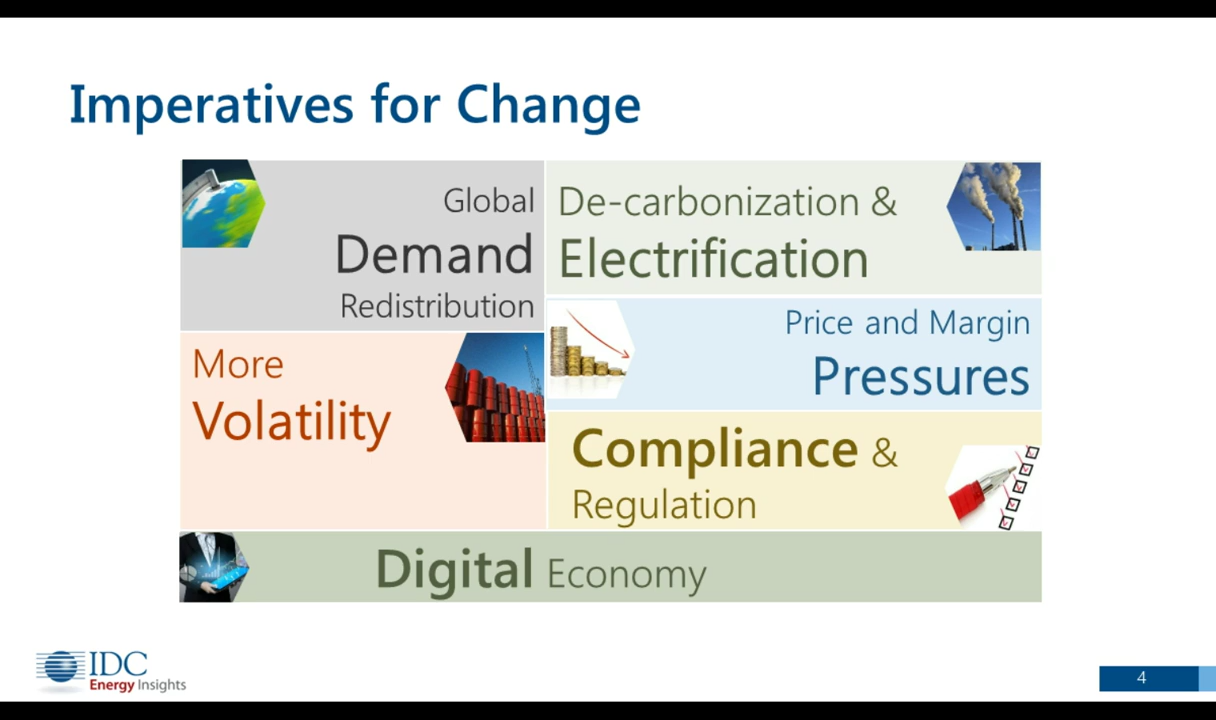 Imperatives for Change
Global
Demand
Redistribution
De-carbonization &
Electrification
More
Volatility
Price and Margin
Pressures
Compliance &
Regulation
Digital Economy
IDC
Energy Insights
4